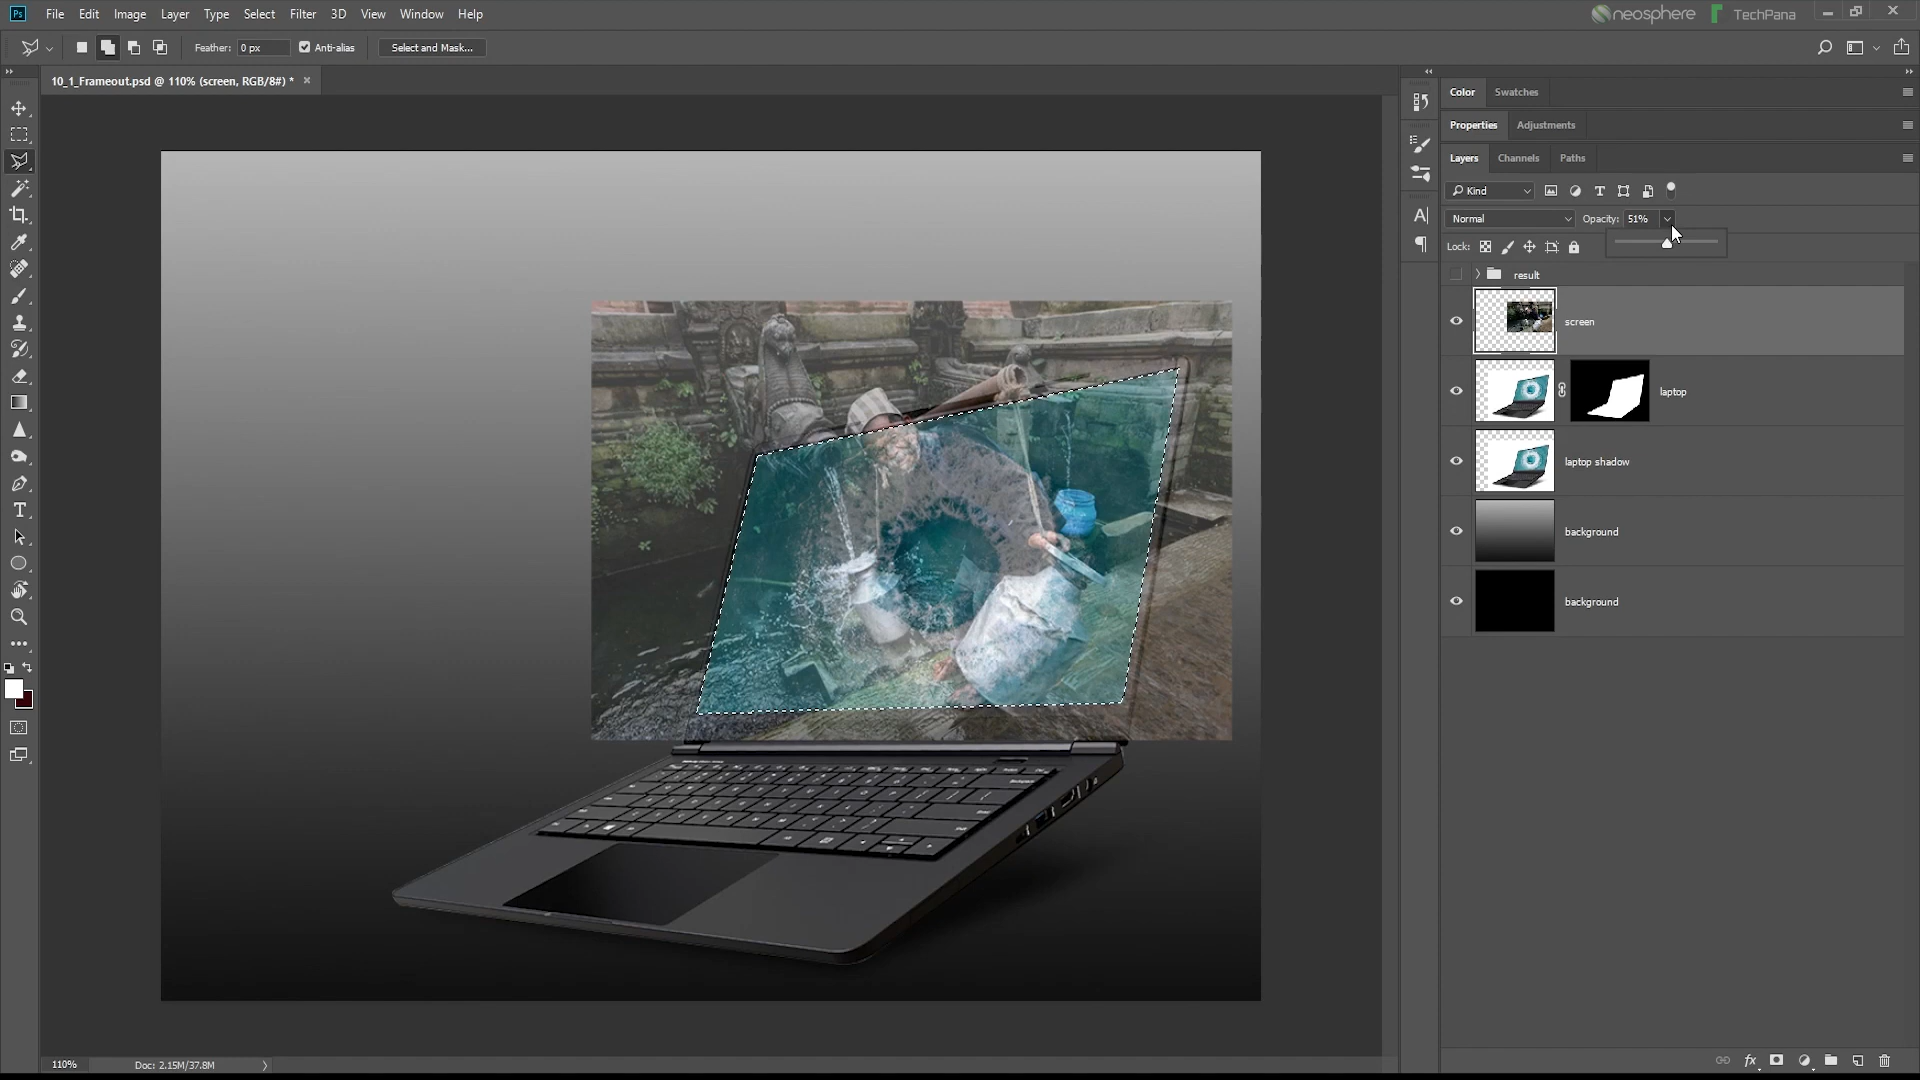 Ps File Edit Image Layer Type Select Filter 3D View Window Help
neosphere TechPana
Feather: 0 px Anti-alias Select and Mask...
10_1_Frameout.psd @ 110% (screen, RGB/8#) *
Color Swatches
Properties Adjustments
Layers Channels Paths
Kind
Normal Opacity: 51%
Lock:
result
screen
laptop
laptop shadow
background
background
110% Doc: 2.15M/37.8M